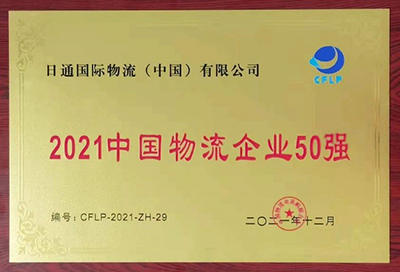 日通国际物流（中国）有限公司
CFLP
2021中国物流企业50强
编号：CFLP-2021-ZH-29
二〇二一年十二月